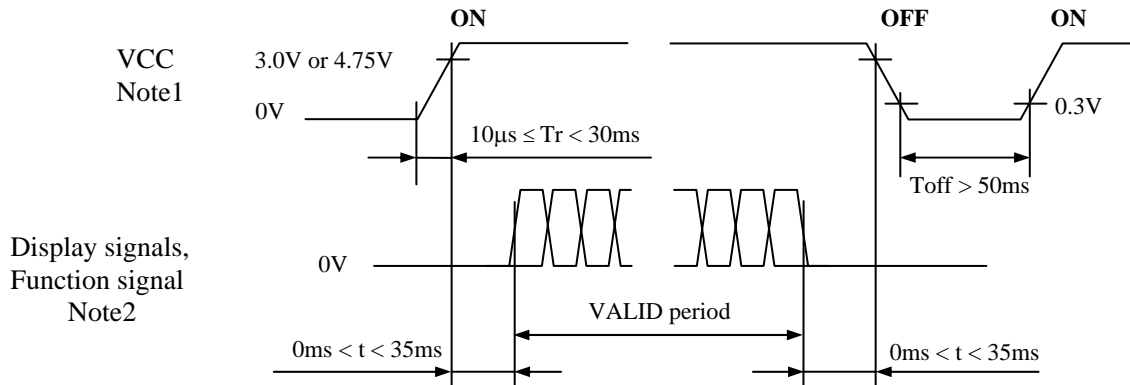 ON
OFF
ON
VCC
Note1
3.0V or 4.75V
0V
0.3V
10μs ≤ Tr < 30ms
Toff > 50ms
Display signals,
Function signal
Note2
0V
VALID period
0ms < t < 35ms
0ms < t < 35ms